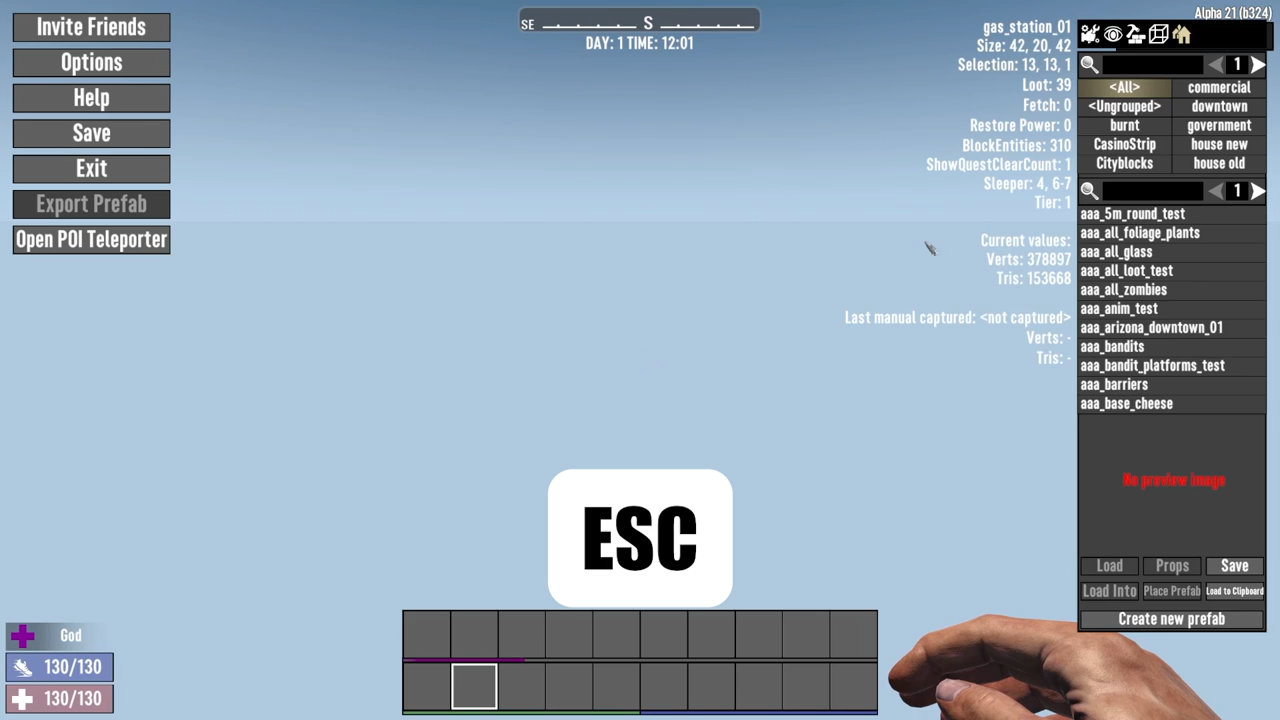 Invite Friends
Options
Help
Save
Exit
Export Prefab
Open POI Teleporter
SE S
DAY: 1 TIME: 12:01
Alpha 21 (b324)
gas_station_01
Size: 42, 20, 42
Selection: 13, 13, 1
Loot: 39
Fetch: 0
Restore Power: 0
BlockEntities: 310
ShowQuestClearCount: 1
Sleeper: 4, 6-7
Tier: 1
Current values:
Verts: 378897
Tris: 153668
Last manual captured: <not captured>
Verts: -
Tris: -
1
<All> commercial
<Ungrouped> downtown
burnt government
CasinoStrip house new
Cityblocks house old
1
aaa_5m_round_test
aaa_all_foliage_plants
aaa_all_glass
aaa_all_loot_test
aaa_all_zombies
aaa_anim_test
aaa_arizona_downtown_01
aaa_bandits
aaa_bandit_platforms_test
aaa_barriers
aaa_base_cheese
No preview image
Load Props Save
Load Into Place Prefab Load to Clipboard
Create new prefab
ESC
God
130/130
130/130